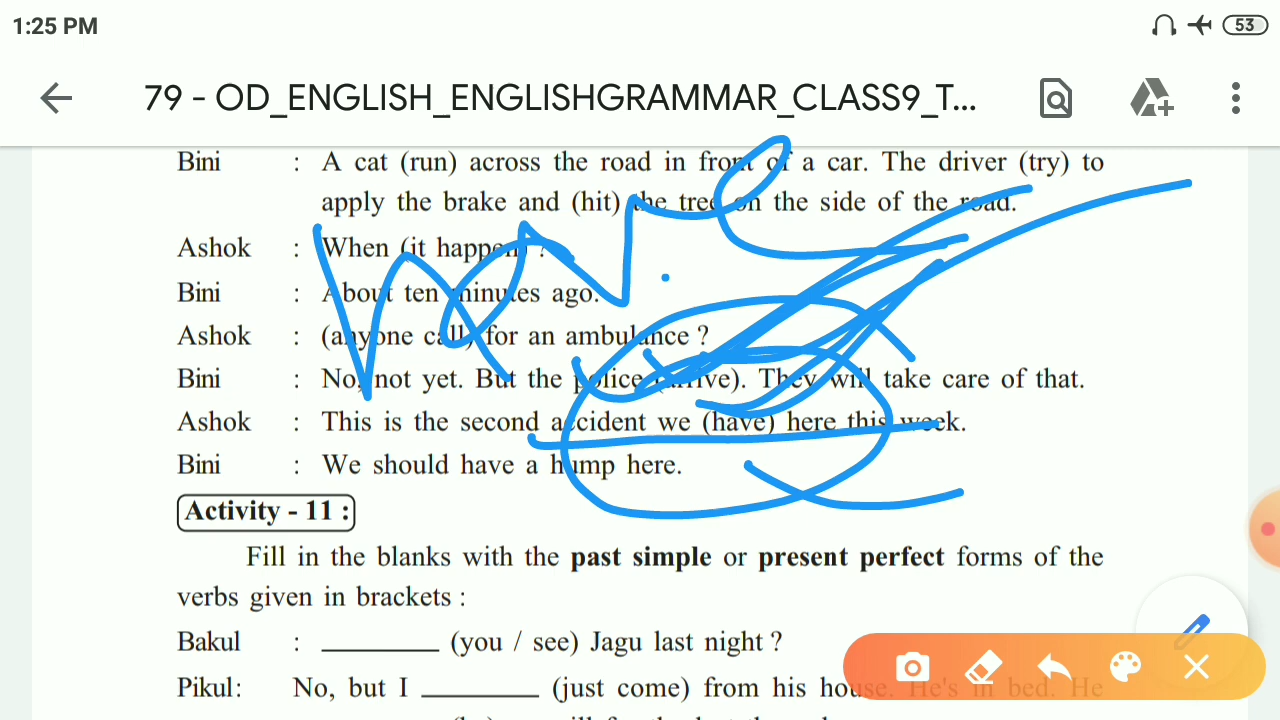 1:25 PM 53
79 - OD_ENGLISH_ENGLISHGRAMMAR_CLASS9_T...
Bini : A cat (run) across the road in front of a car. The driver (try) to
apply the brake and (hit) the tree on the side of the road.
Ashok : When (it happen) ?
Bini : About ten minutes ago.
Ashok : (anyone call) for an ambulance ?
Bini : No, not yet. But the police (arrive). They will take care of that.
Ashok : This is the second accident we (have) here this week.
Bini : We should have a hump here.
Activity - 11 :
Fill in the blanks with the past simple or present perfect forms of the
verbs given in brackets :
Bakul : ________ (you / see) Jagu last night ?
Pikul: No, but I ________ (just come) from his house. He's in bed. He
have